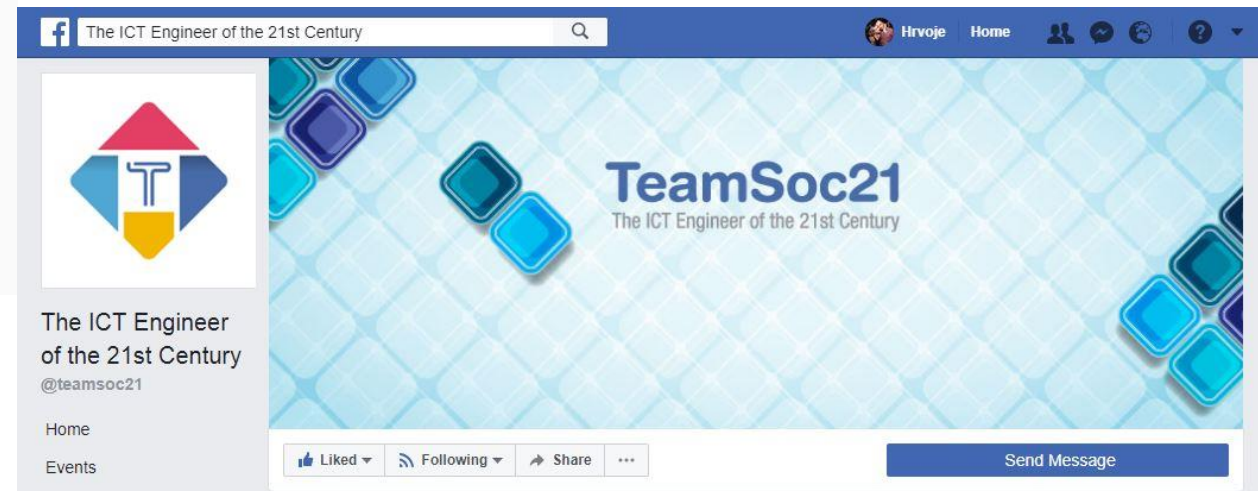 The ICT Engineer of the 21st Century
Hrvoje Home
TeamSoc21
The ICT Engineer of the 21st Century
The ICT Engineer
of the 21st Century
@teamsoc21
Home
Events
Liked Following Share
Send Message